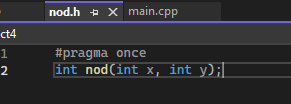 nod.h main.cpp
ct4
1 #pragma once
2 int nod(int x, int y);